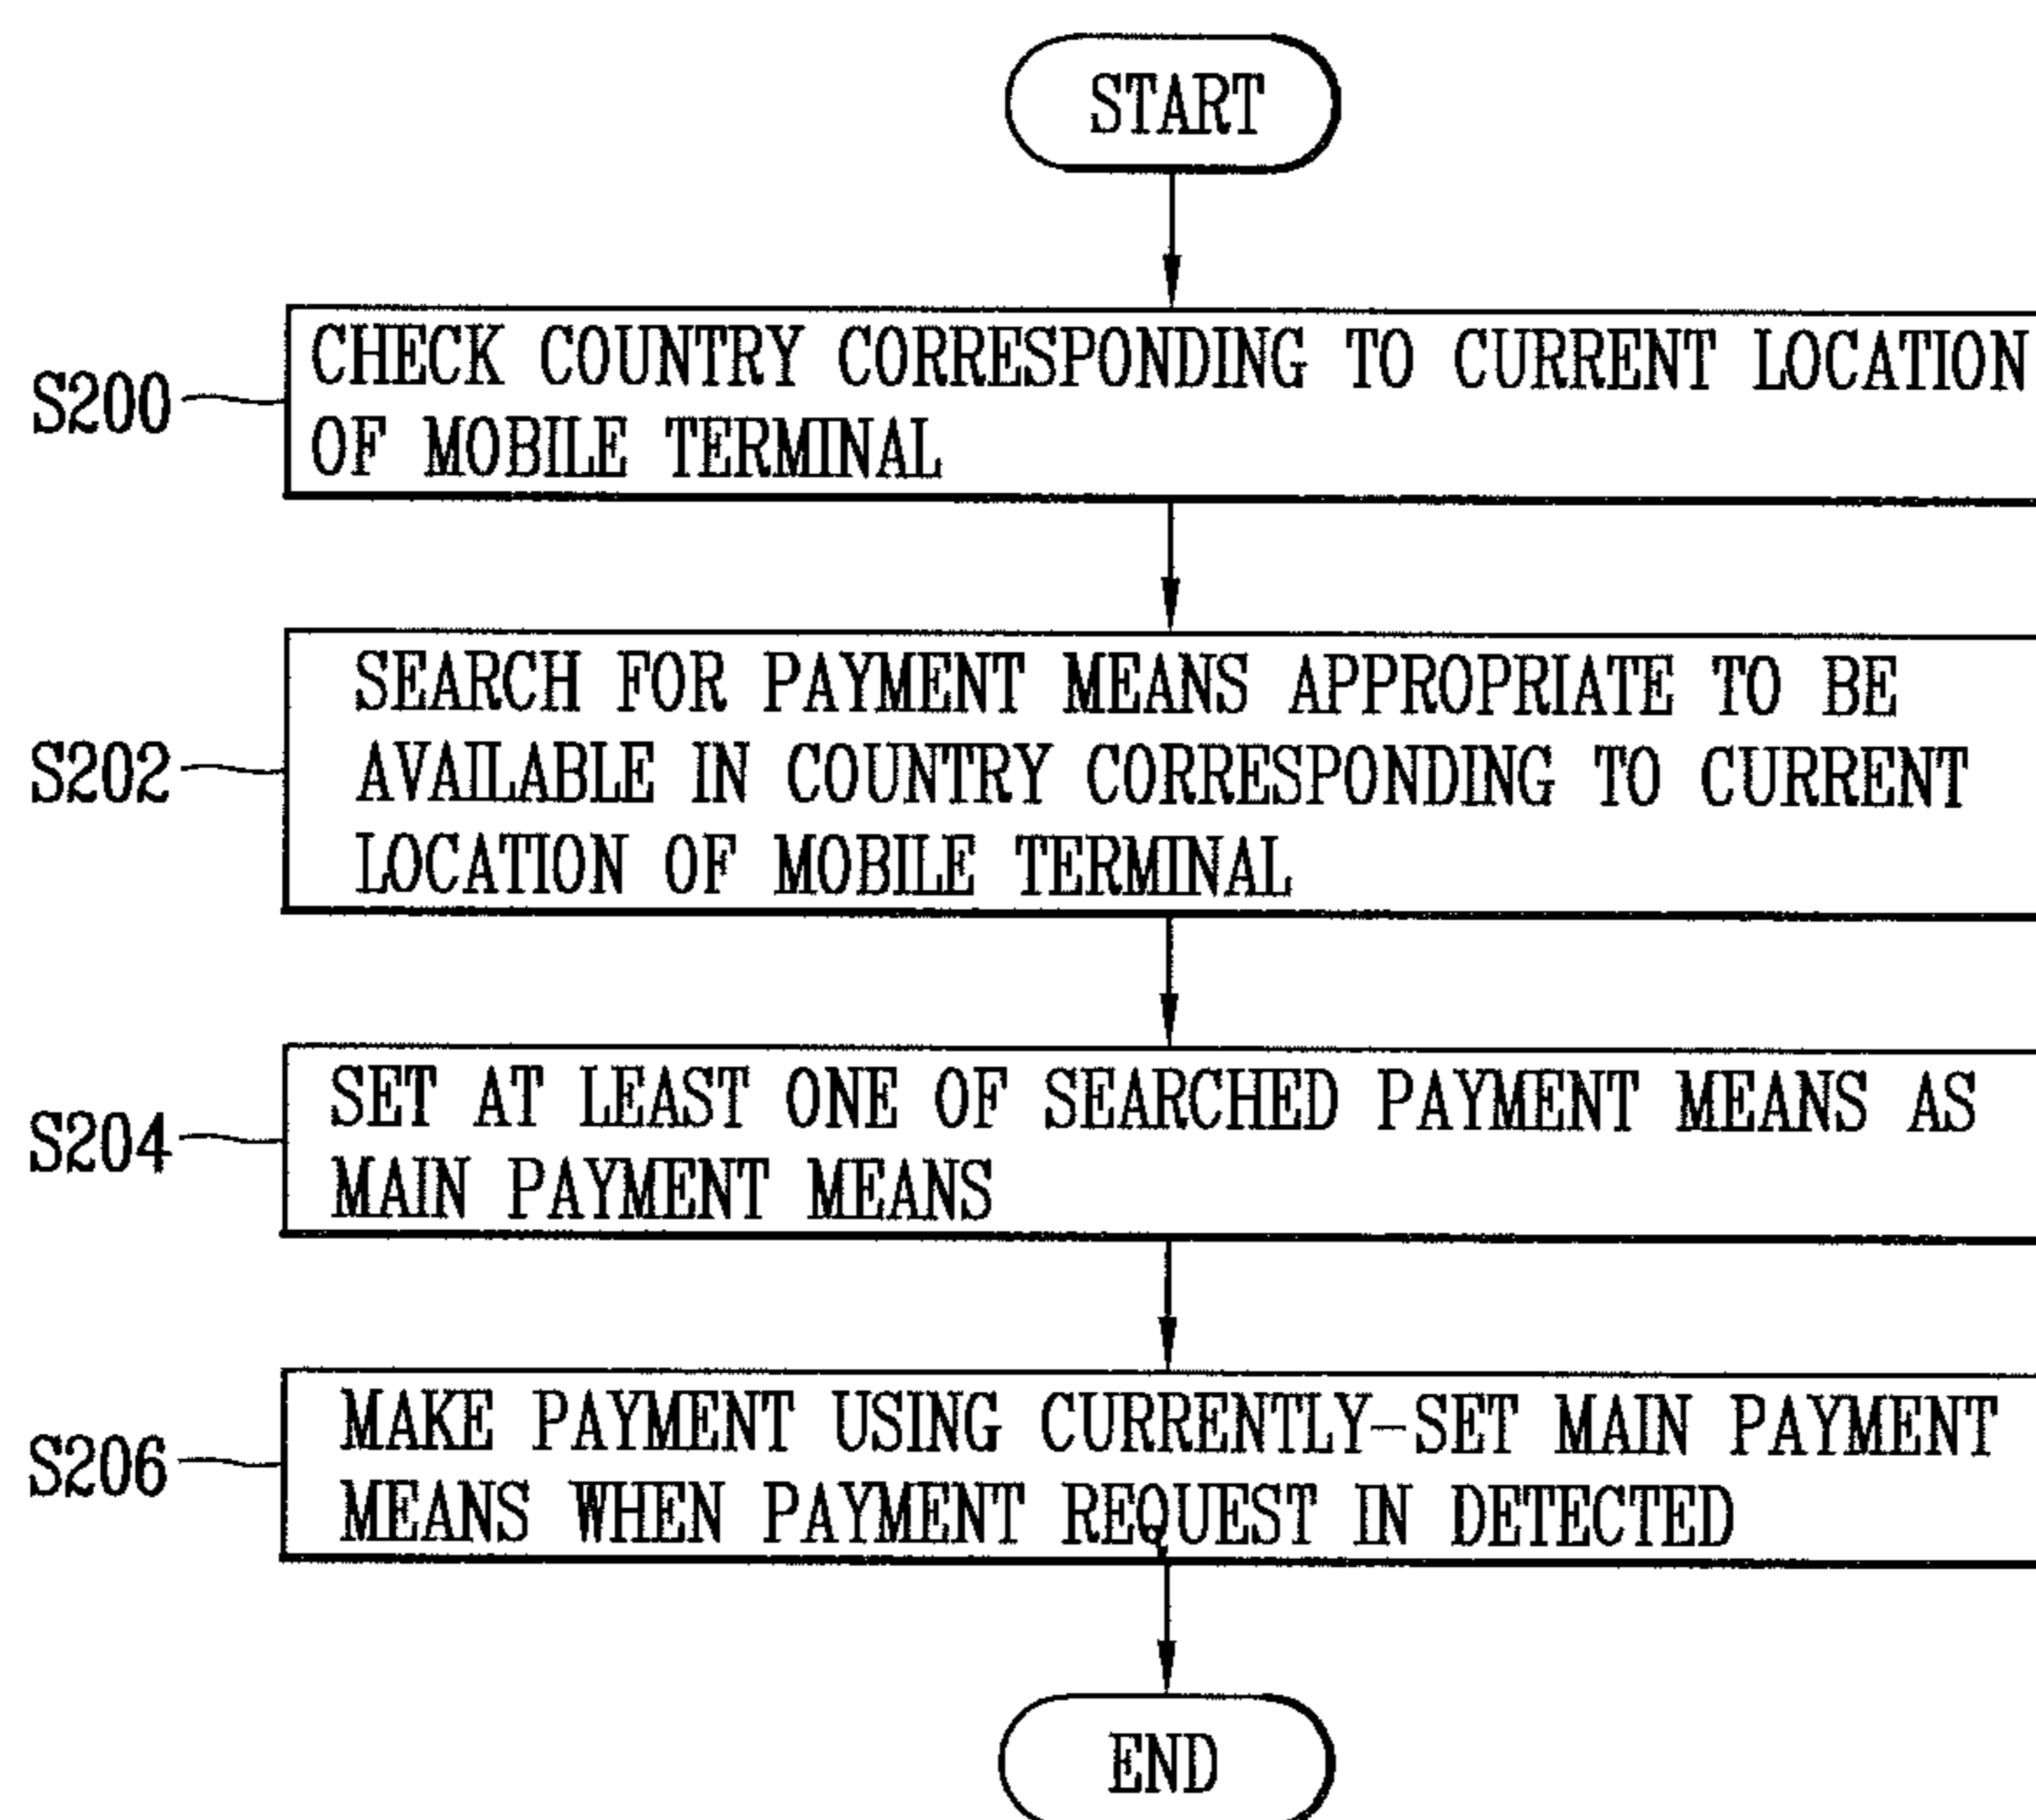 START
S200
CHECK COUNTRY CORRESPONDING TO CURRENT LOCATION
OF MOBILE TERMINAL
S202
SEARCH FOR PAYMENT MEANS APPROPRIATE TO BE
AVAILABLE IN COUNTRY CORRESPONDING TO CURRENT
LOCATION OF MOBILE TERMINAL
S204
SET AT LEAST ONE OF SEARCHED PAYMENT MEANS AS
MAIN PAYMENT MEANS
S206
MAKE PAYMENT USING CURRENTLY-SET MAIN PAYMENT
MEANS WHEN PAYMENT REQUEST IN DETECTED
END